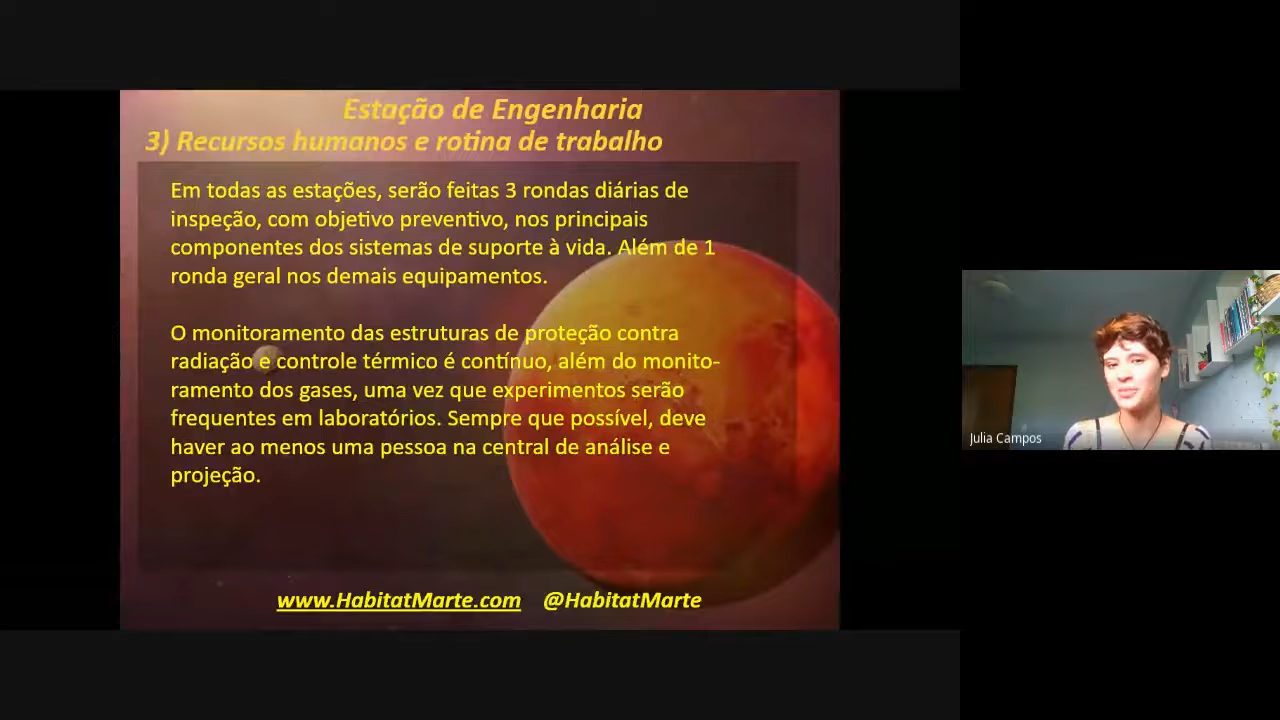 Estação de Engenharia
3) Recursos humanos e rotina de trabalho
Em todas as estações, serão feitas 3 rondas diárias de
inspeção, com objetivo preventivo, nos principais
componentes dos sistemas de suporte à vida. Além de 1
ronda geral nos demais equipamentos.
O monitoramento das estruturas de proteção contra
radiação e controle térmico é contínuo, além do monito-
ramento dos gases, uma vez que experimentos serão
frequentes em laboratórios. Sempre que possível, deve
haver ao menos uma pessoa na central de análise e
projeção.
www.HabitatMarte.com @HabitatMarte
Julia Campos